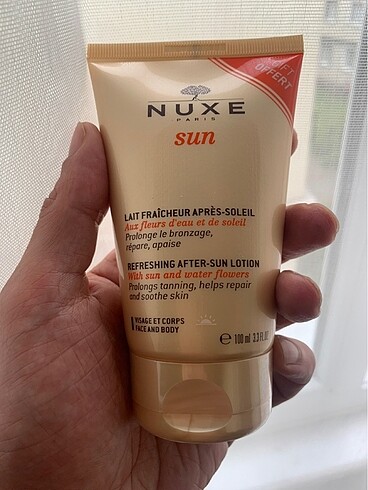 OFFERT
NUXE
PARIS
sun
LAIT FRAÎCHEUR APRÈS-SOLEIL
Aux fleurs d'eau et de soleil
Prolonge le bronzage,
répare, apaise
REFRESHING AFTER-SUN LOTION
With sun and water flowers
Prolongs tanning, helps repair
and soothe skin
VISAGE ET CORPS
FACE AND BODY
℮ 100 ml 3.3 FL.